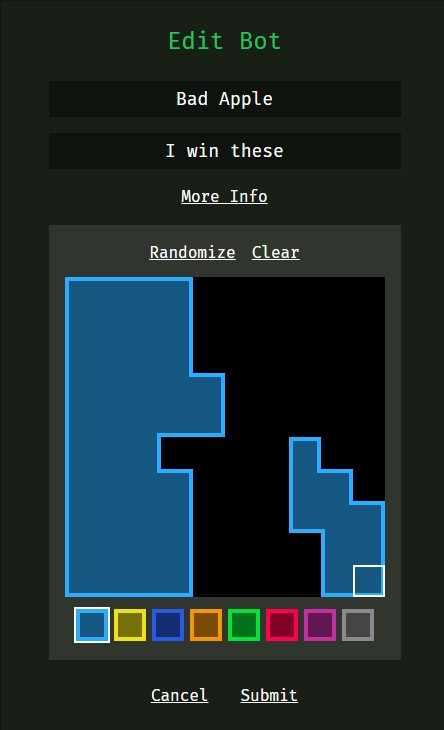 Edit Bot
Bad Apple
I win these
More Info
Randomize Clear
Cancel Submit